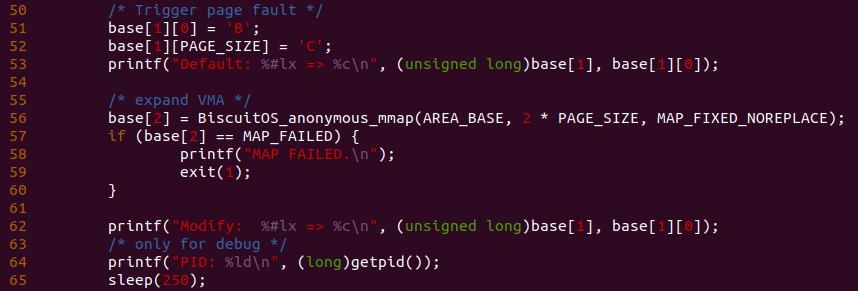 50         /* Trigger page fault */
51         base[1][0] = 'B';
52         base[1][PAGE_SIZE] = 'C';
53         printf("Default: %#lx => %c\n", (unsigned long)base[1], base[1][0]);
54
55         /* expand VMA */
56         base[2] = BiscuitOS_anonymous_mmap(AREA_BASE, 2 * PAGE_SIZE, MAP_FIXED_NOREPLACE);
57         if (base[2] == MAP_FAILED) {
58                 printf("MAP FAILED.\n");
59                 exit(1);
60         }
61
62         printf("Modify:  %#lx => %c\n", (unsigned long)base[1], base[1][0]);
63         /* only for debug */
64         printf("PID: %ld\n", (long)getpid());
65         sleep(250);